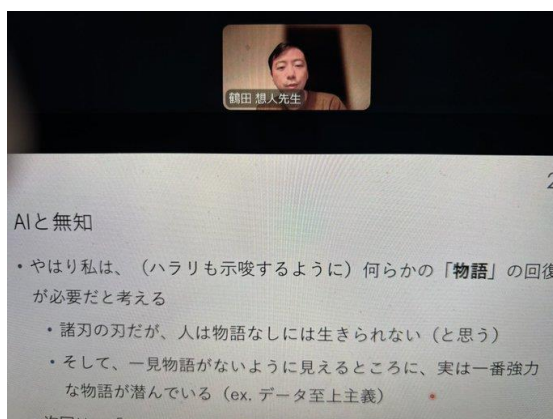 鶴田 想人先生
2
AIと無知
• やはり私は、（ハラリも示唆するように）何らかの「物語」の回復
が必要だと考える
• 諸刃の刃だが、人は物語なしには生きられない（と思う）
• そして、一見物語がないように見えるところに、実は一番強力
な物語が潜んでいる（ex. データ至上主義）